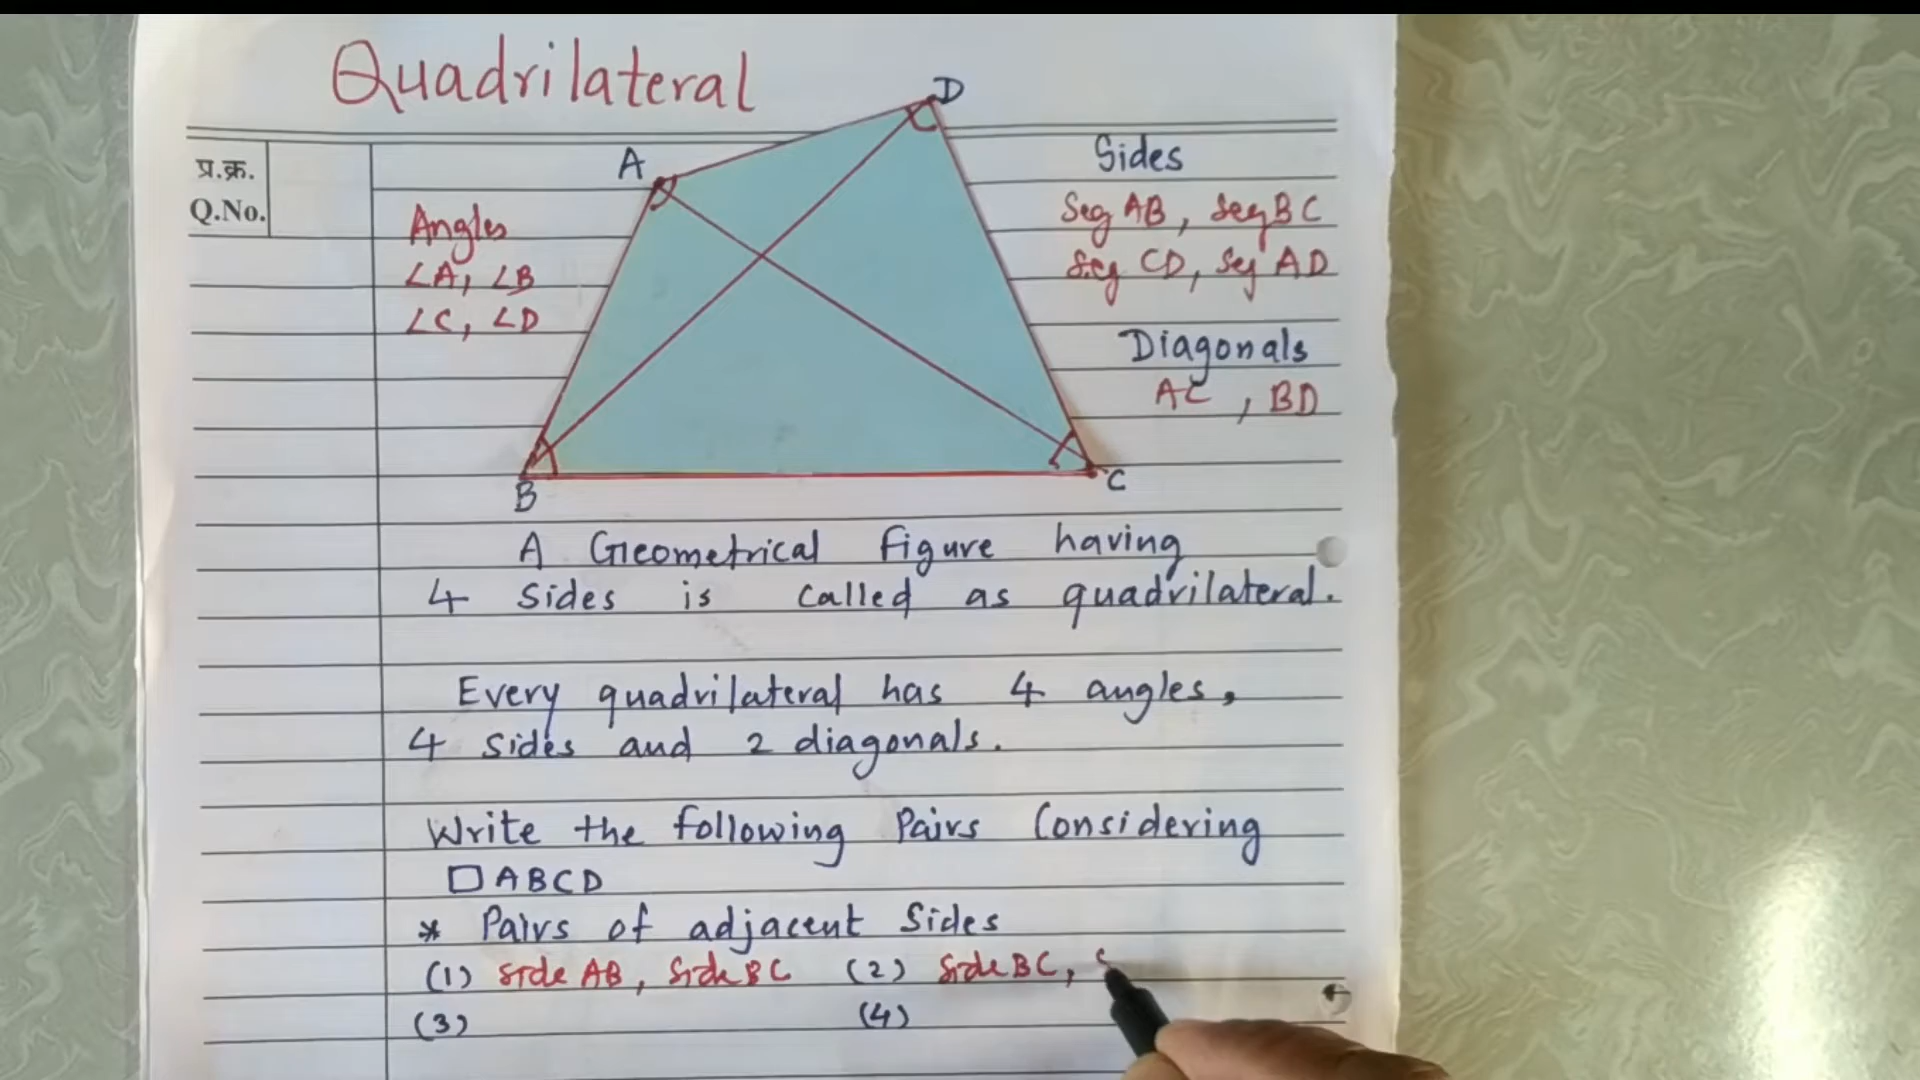 Quadrilateral
प्र.क्र.
Q.No.
D
A
B
C
Angles
∠A, ∠B
∠C, ∠D
Sides
Seg AB, Seg BC
Seg CD, Seg AD
Diagonals
AC , BD
A Geometrical figure having
4 Sides is called as quadrilateral.
Every quadrilateral has 4 angles,
4 sides and 2 diagonals.
Write the following Pairs Considering
□ABCD
* Pairs of adjacent Sides
(1) side AB, side BC (2) side BC, s
(3) (4)